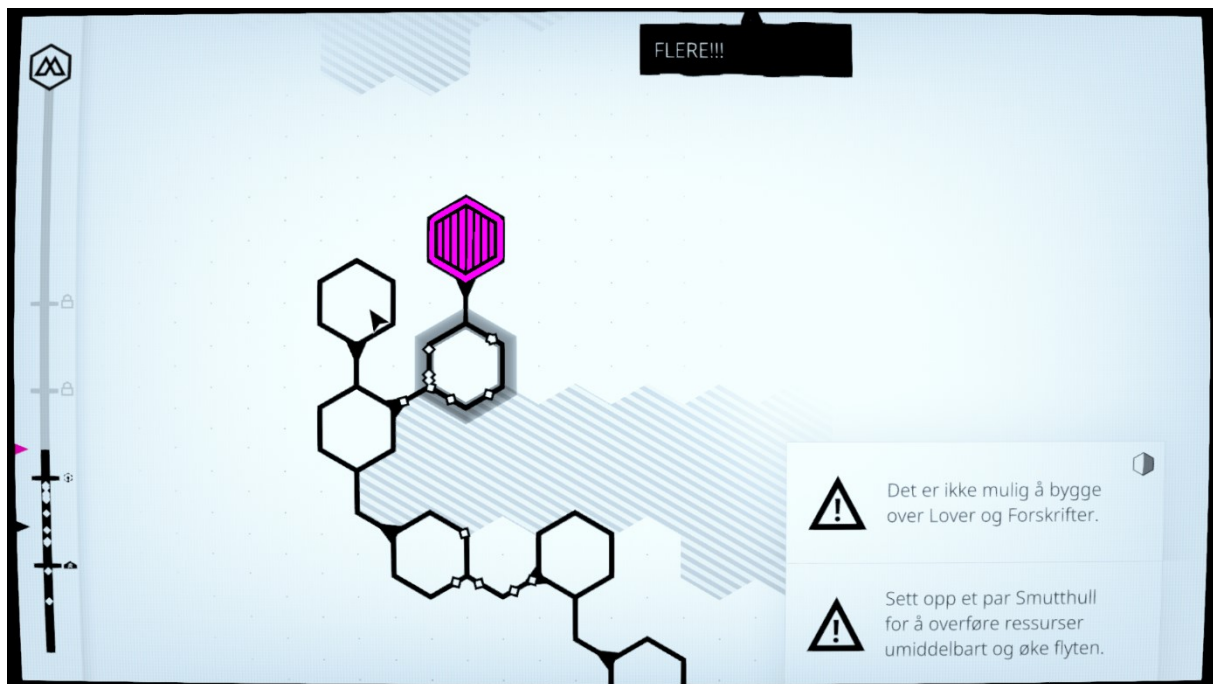 FLERE!!!
Det er ikke mulig å bygge
over Lover og Forskrifter.
Sett opp et par Smutthull
for å overføre ressurser
umiddelbart og øke flyten.